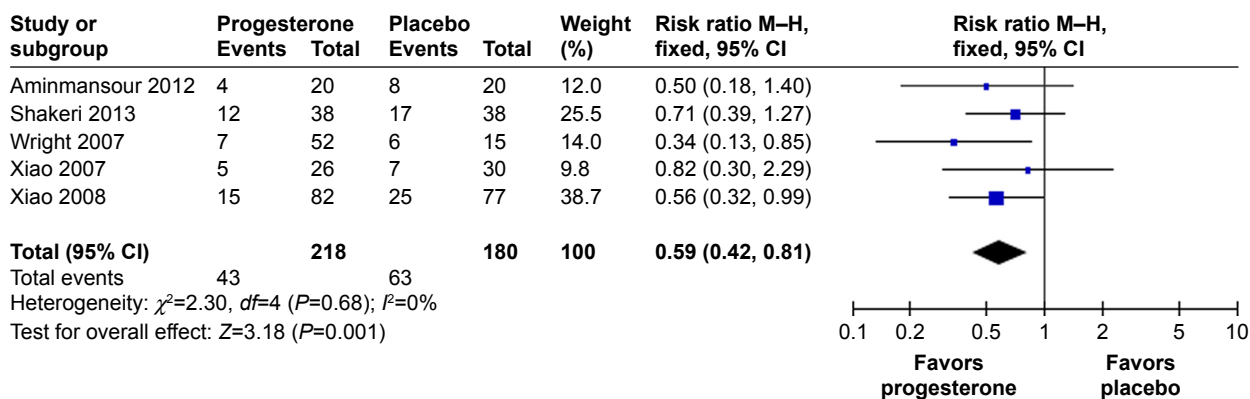 Study or subgroup Progesterone Events Total Placebo Events Total Weight (%) Risk ratio M–H, fixed, 95% CI Risk ratio M–H, fixed, 95% CI
Aminmansour 2012 4 20 8 20 12.0 0.50 (0.18, 1.40)
Shakeri 2013 12 38 17 38 25.5 0.71 (0.39, 1.27)
Wright 2007 7 52 6 15 14.0 0.34 (0.13, 0.85)
Xiao 2007 5 26 7 30 9.8 0.82 (0.30, 2.29)
Xiao 2008 15 82 25 77 38.7 0.56 (0.32, 0.99)
Total (95% CI) 218 180 100 0.59 (0.42, 0.81)
Total events 43 63
Heterogeneity: χ²=2.30, df=4 (P=0.68); I²=0%
Test for overall effect: Z=3.18 (P=0.001)
0.1 0.2 0.5 1 2 5 10
Favors progesterone Favors placebo